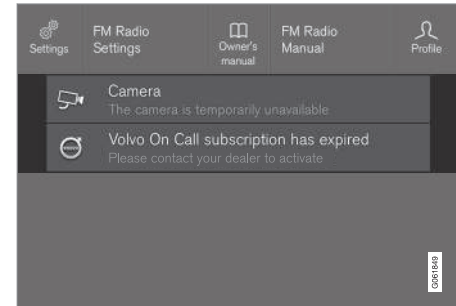 Settings
FM Radio
Settings
Owner's
manual
FM Radio
Manual
Profile
Camera
The camera is temporarily unavailable
Volvo On Call subscription has expired
Please contact your dealer to activate
G061849